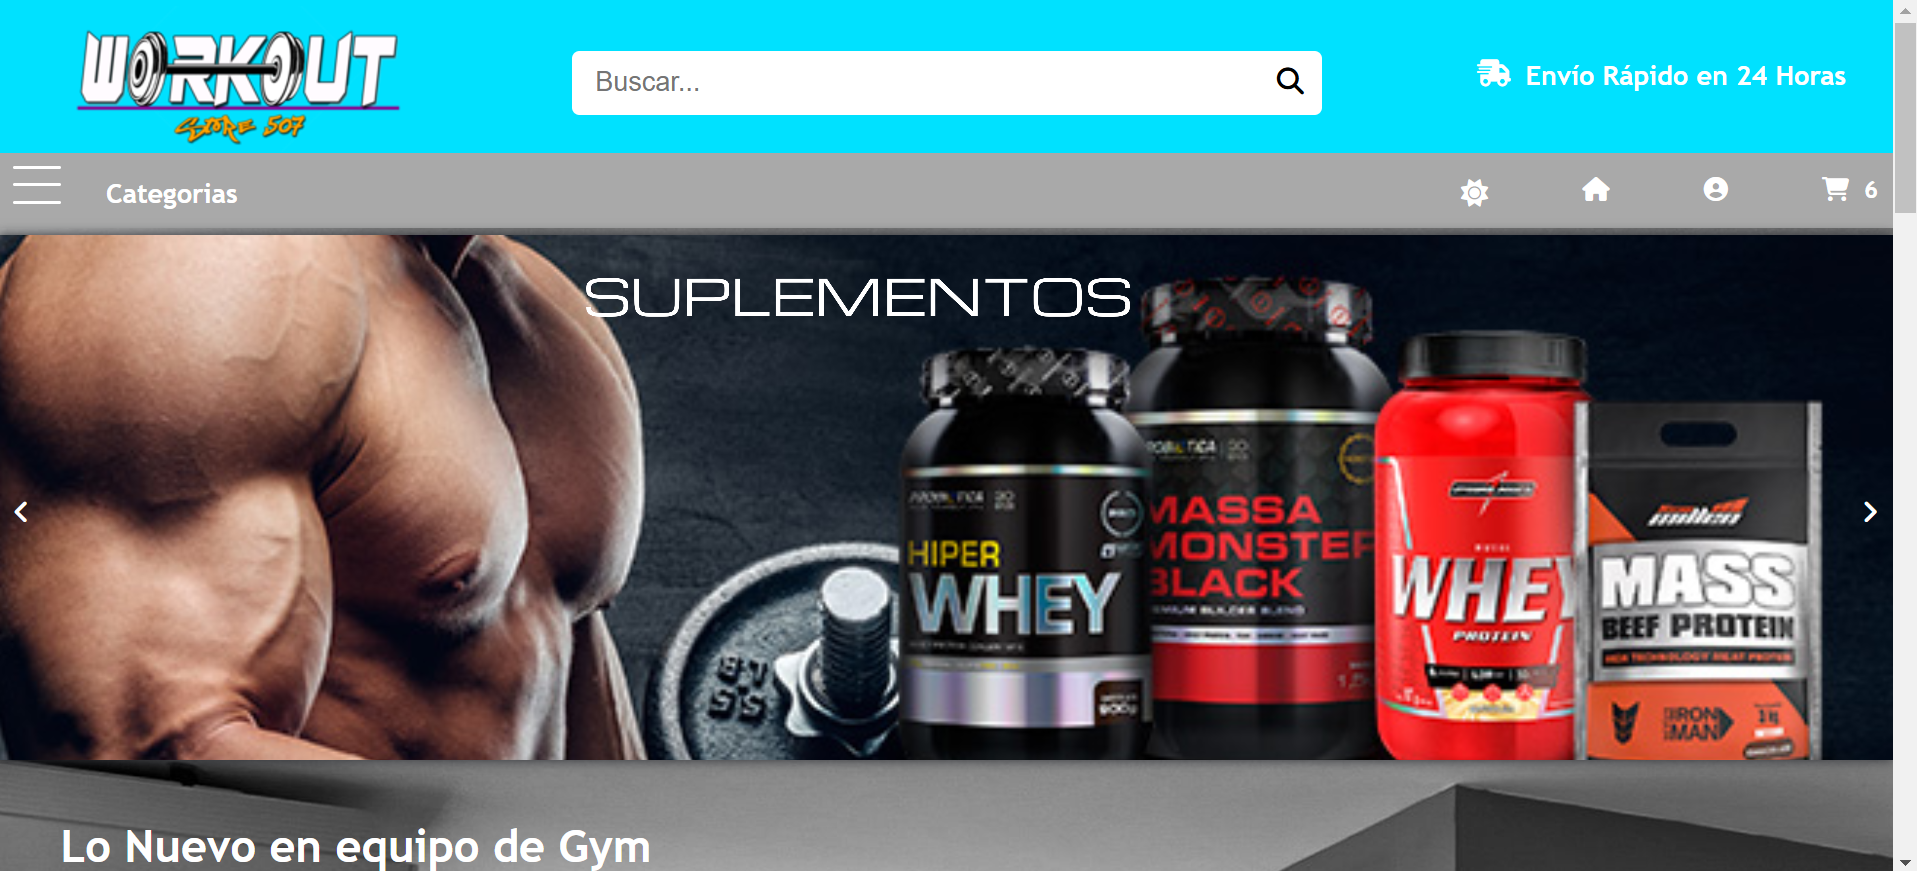 WORKOUT
STORE 507
Buscar...
Envío Rápido en 24 Horas
Categorias
6
SUPLEMENTOS
HIPER
WHEY
900g
MASSA
MONSTER
BLACK
WHEY
PROTEIN
MASS
BEEF PROTEIN
IRON
MAN
Lo Nuevo en equipo de Gym